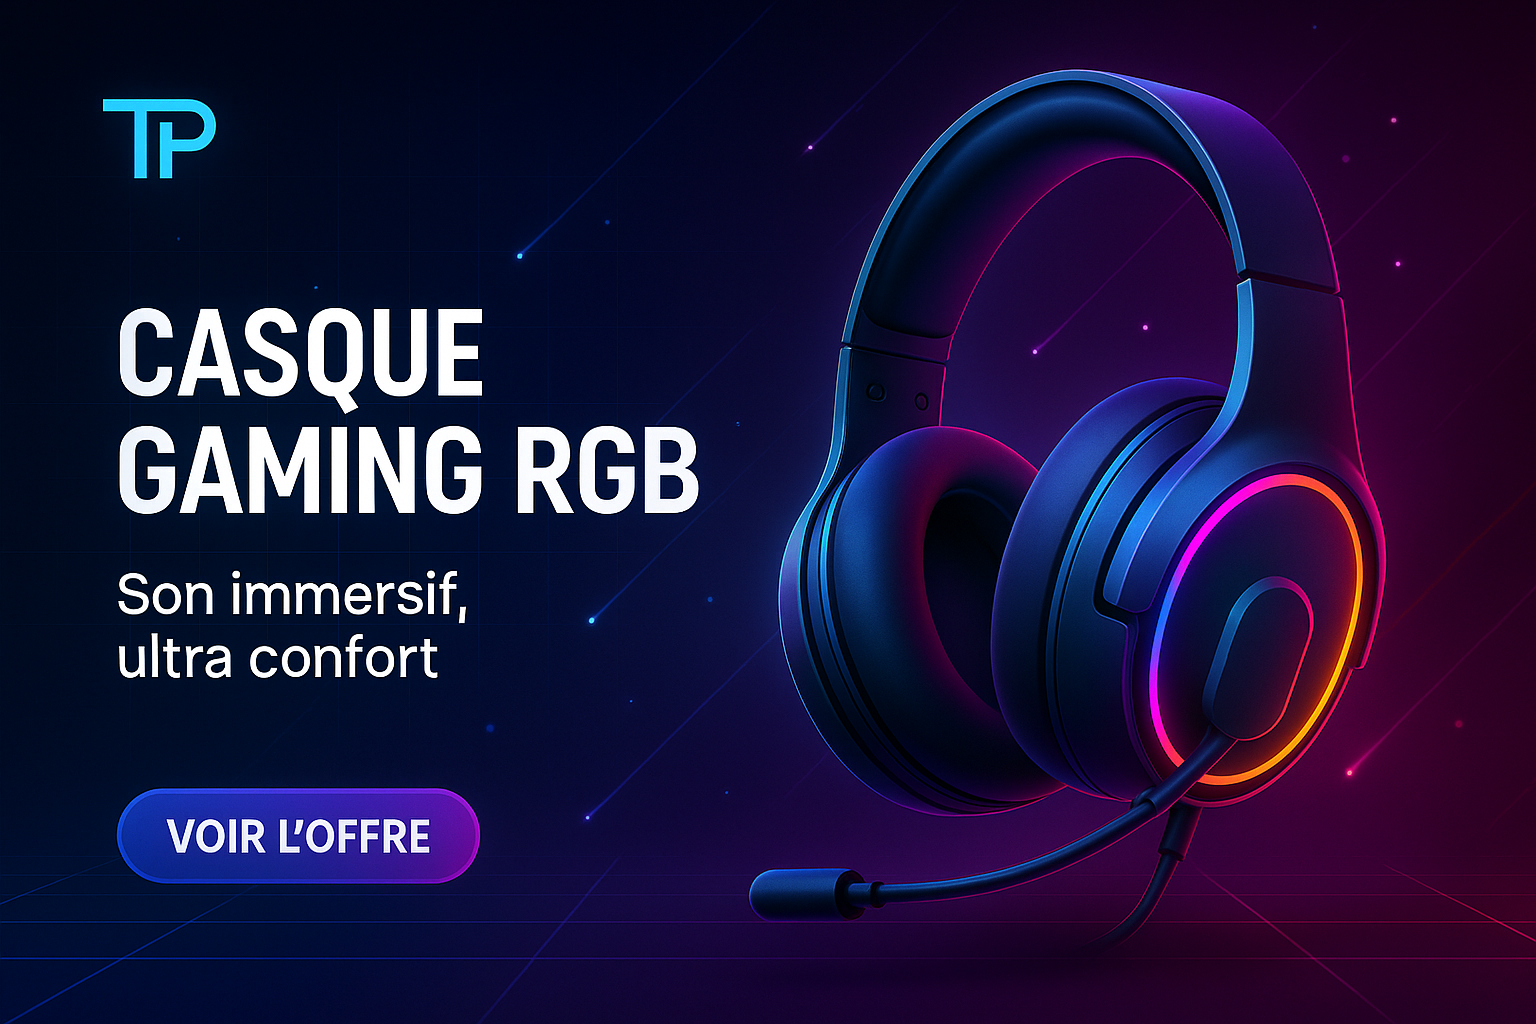 TP
CASQUE
GAMING RGB
Son immersif,
ultra confort
VOIR L’OFFRE